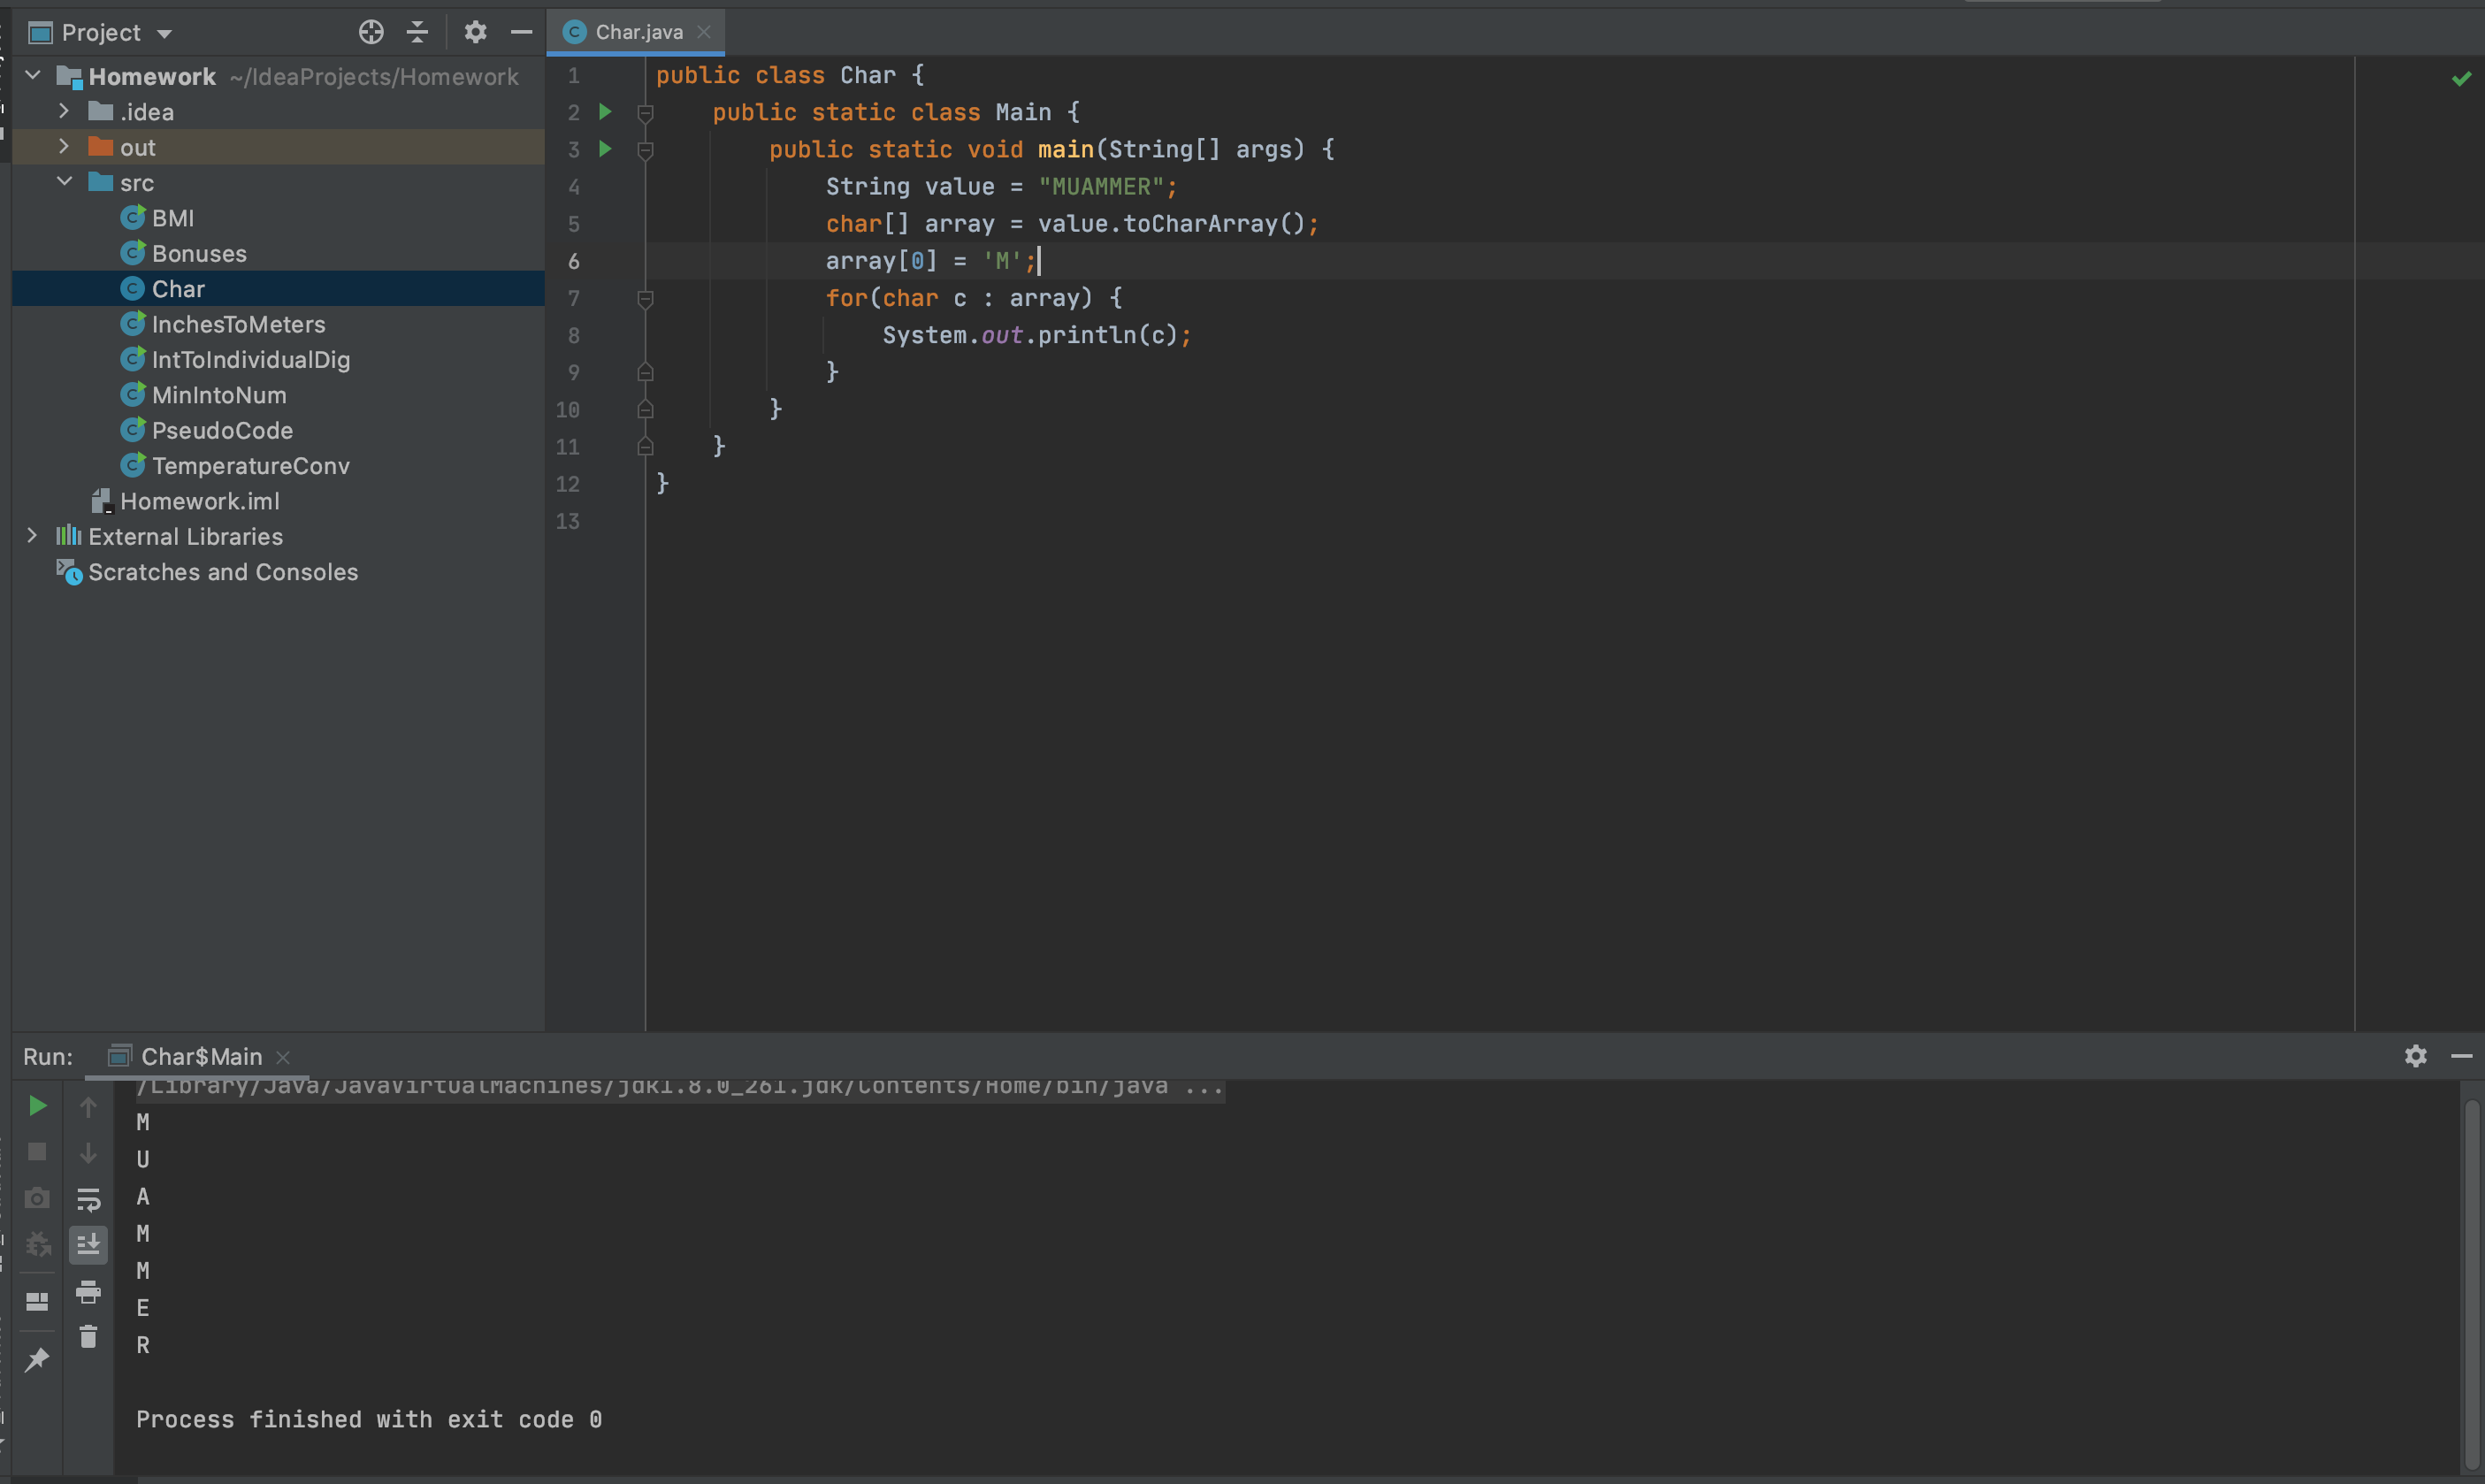 Project
Homework ~/IdeaProjects/Homework
.idea
out
src
BMI
Bonuses
Char
InchesToMeters
IntToIndividualDig
MinIntoNum
PseudoCode
TemperatureConv
Homework.iml
External Libraries
Scratches and Consoles
Char.java
1 public class Char {
2 public static class Main {
3 public static void main(String[] args) {
4 String value = "MUAMMER";
5 char[] array = value.toCharArray();
6 array[0] = 'M';
7 for(char c : array) {
8 System.out.println(c);
9 }
10 }
11 }
12 }
13
Run: Char$Main
/Library/Java/JavaVirtualMachines/jdk1.8.0_261.jdk/Contents/Home/bin/java ...
M
U
A
M
M
E
R
Process finished with exit code 0